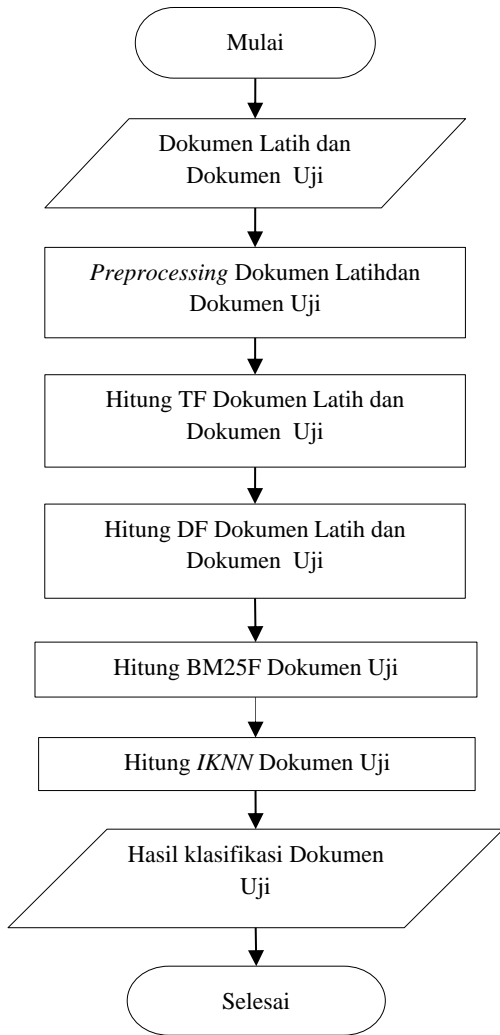 Mulai
Dokumen Latih dan
Dokumen Uji
Preprocessing Dokumen Latihdan
Dokumen Uji
Hitung TF Dokumen Latih dan
Dokumen Uji
Hitung DF Dokumen Latih dan
Dokumen Uji
Hitung BM25F Dokumen Uji
Hitung IKNN Dokumen Uji
Hasil klasifikasi Dokumen
Uji
Selesai